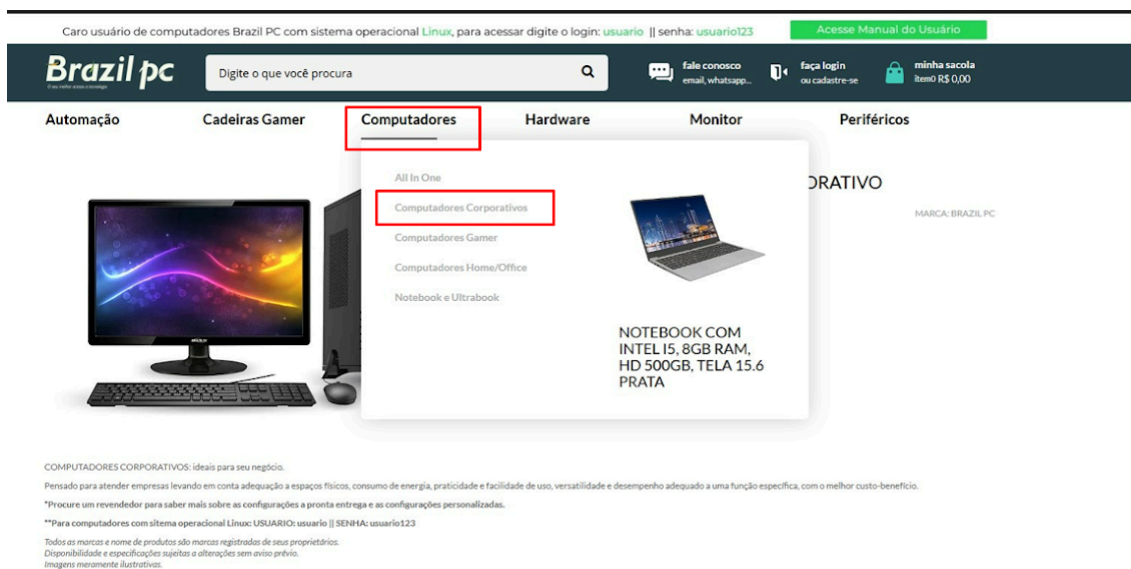 Caro usuário de computadores Brazil PC com sistema operacional Linux, para acessar digite o login: usuario || senha: usuario123
Acesse Manual do Usuário
Brazil pc
Digite o que você procura
fale conosco
email, whatsapp...
faça login
ou cadastre-se
minha sacola
item0 R$ 0,00
Automação
Cadeiras Gamer
Computadores
Hardware
Monitor
Periféricos
All In One
Computadores Corporativos
Computadores Gamer
Computadores Home/Office
Notebook e Ultrabook
NOTEBOOK COM
INTEL I5, 8GB RAM,
HD 500GB, TELA 15.6
PRATA
ORATIVO
MARCA: BRAZIL PC
COMPUTADORES CORPORATIVOS: ideais para seu negócio.
Pensado para atender empresas levando em conta adequação a espaços físicos, consumo de energia, praticidade e facilidade de uso, versatilidade e desempenho adequado a uma função específica, com o melhor custo-benefício.
*Procure um revendedor para saber mais sobre as configurações a pronta entrega e as configurações personalizadas.
**Para computadores com sitema operacional Linux: USUARIO: usuario || SENHA: usuario123
Todos as marcas e nome de produtos são marcas registradas de seus proprietários.
Disponibilidade e especificações sujeitas a alterações sem aviso prévio.
Imagens meramente ilustrativas.